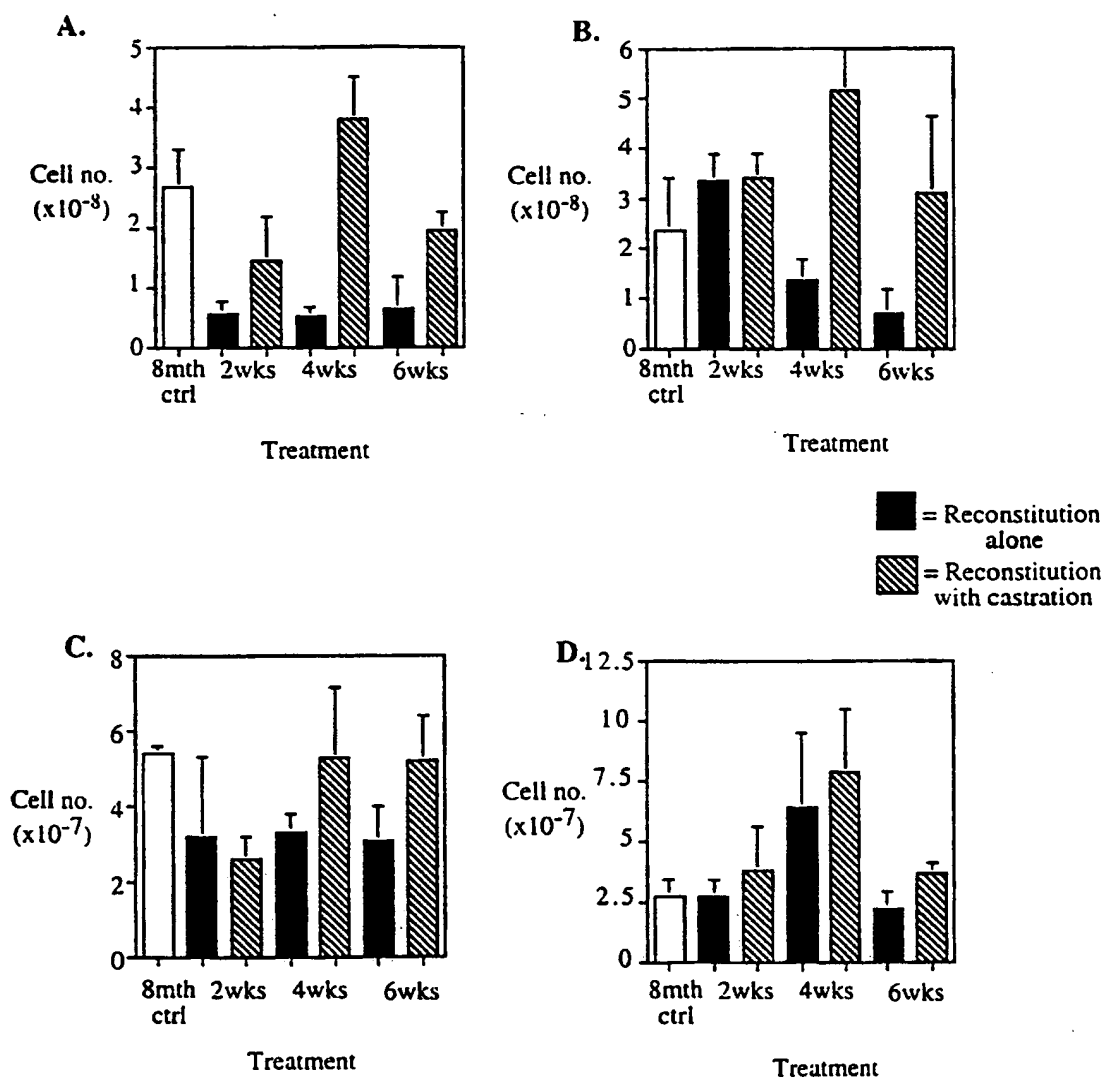 A.
5
4
3
2
1
0
Cell no.
(x10⁻⁸)
8mth 2wks 4wks 6wks
ctrl
Treatment
B.
6
5
4
3
2
1
0
Cell no.
(x10⁻⁸)
8mth 2wks 4wks 6wks
ctrl
Treatment
= Reconstitution
alone
= Reconstitution
with castration
C.
8
6
4
2
0
Cell no.
(x10⁻⁷)
8mth 2wks 4wks 6wks
ctrl
Treatment
D.
12.5
10
7.5
5
2.5
0
Cell no.
(x10⁻⁷)
8mth 2wks 4wks 6wks
ctrl
Treatment